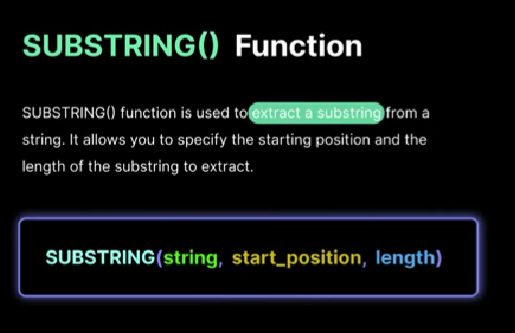 SUBSTRING() Function
SUBSTRING() function is used to extract a substring from a
string. It allows you to specify the starting position and the
length of the substring to extract.
SUBSTRING(string, start_position, length)